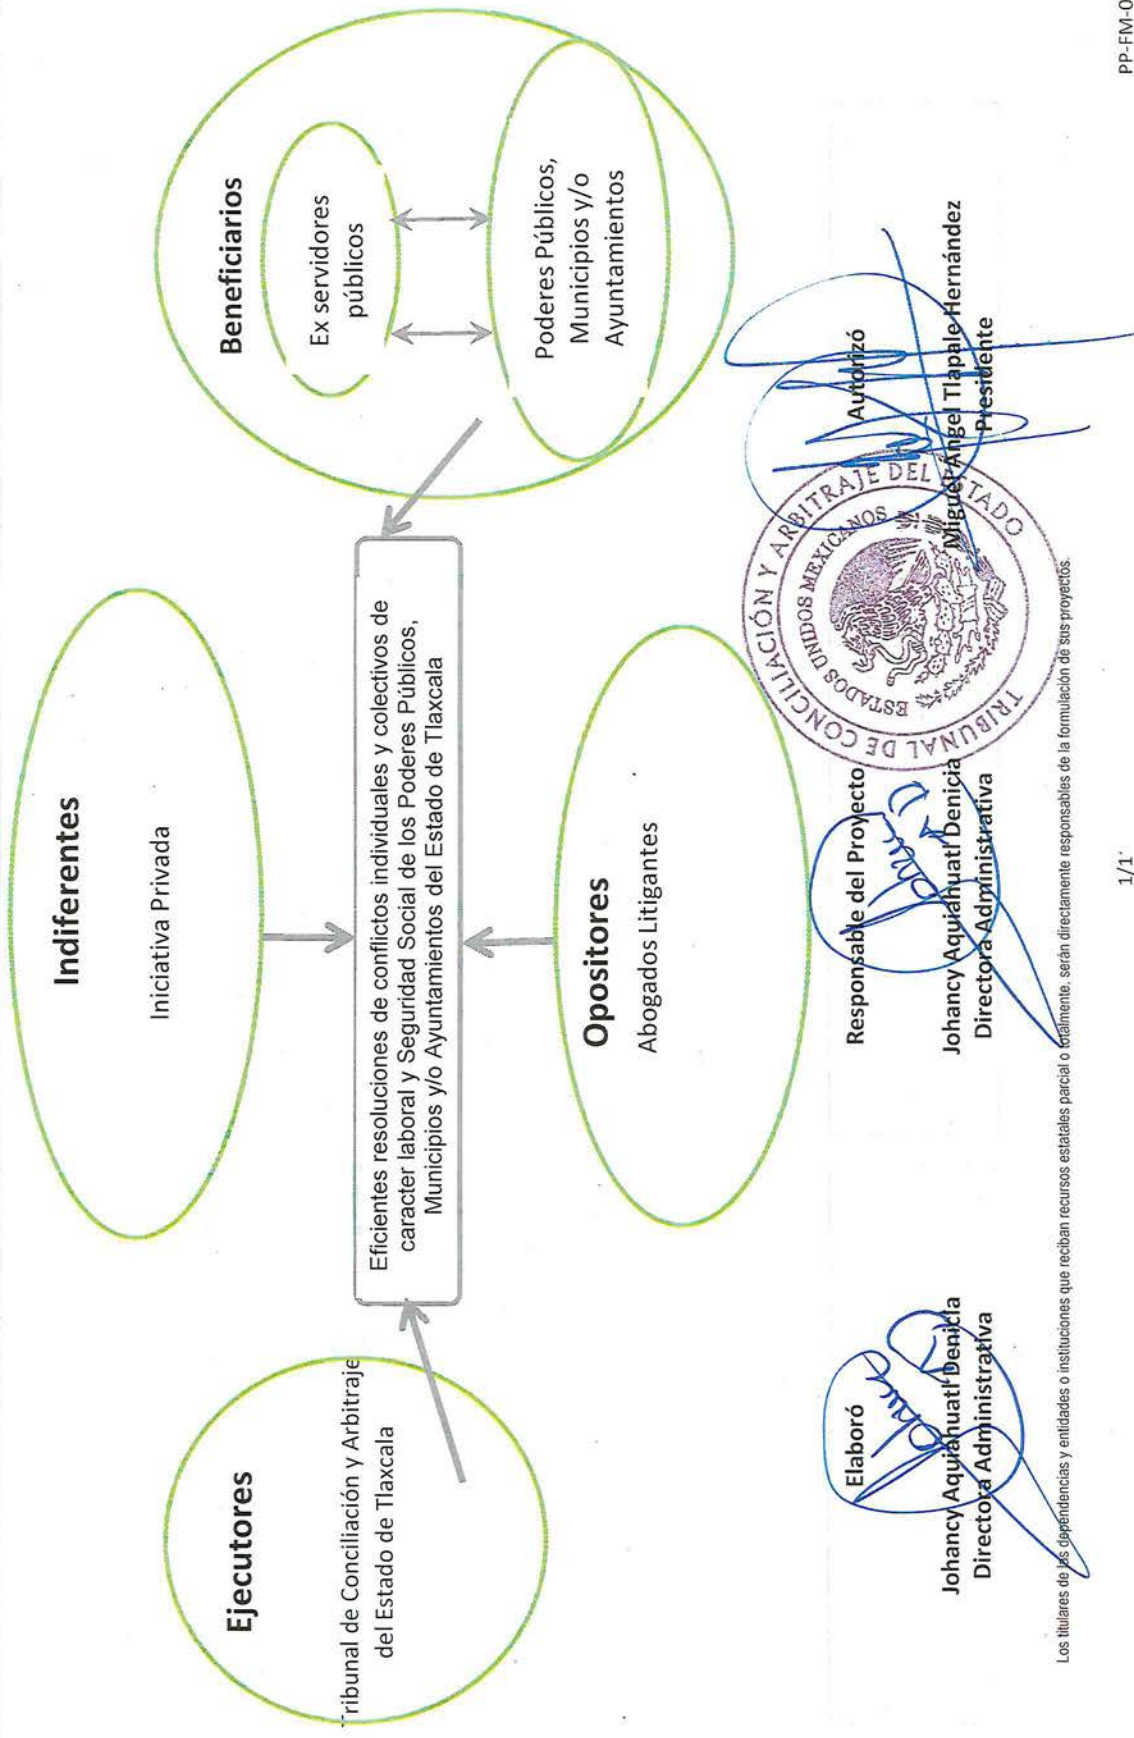 Indiferentes
Iniciativa Privada
Ejecutores
Tribunal de Conciliación y Arbitraje
del Estado de Tlaxcala
Eficientes resoluciones de conflictos individuales y colectivos de
caracter laboral y Seguridad Social de los Poderes Públicos,
Municipios y/o Ayuntamientos del Estado de Tlaxcala
Beneficiarios
Ex servidores
públicos
Poderes Públicos,
Municipios y/o
Ayuntamientos
Opositores
Abogados Litigantes
Elaboró
Johancy Aquiahuatl Denicia
Directora Administrativa
Responsable del Proyecto
Johancy Aquiahuatl Denicia
Directora Administrativa
TRIBUNAL DE CONCILIACIÓN Y ARBITRAJE DEL ESTADO
ESTADOS UNIDOS MEXICANOS
Autorizó
Miguel Ángel Tlapale Hernández
Presidente
Los titulares de las dependencias y entidades o instituciones que reciban recursos estatales parcial o totalmente, serán directamente responsables de la formulación de sus proyectos.
1/1
PP-FM-0